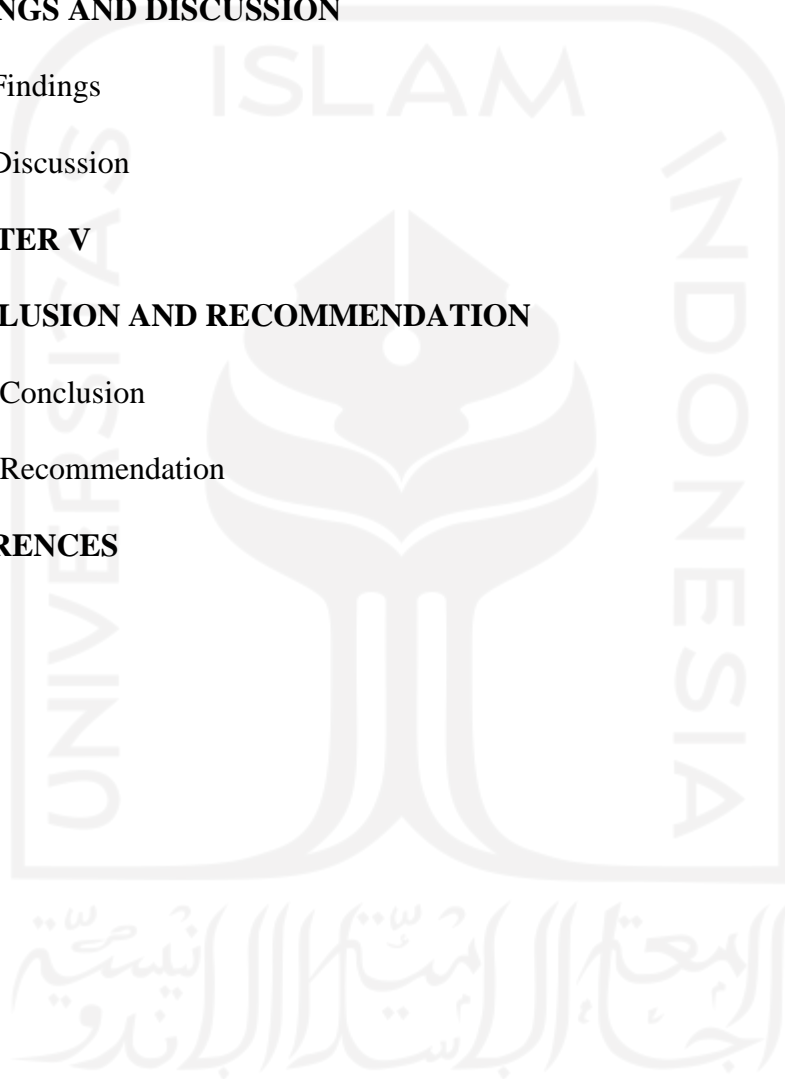 NGS AND DISCUSSION
ISLAM
Findings
Discussion
TER V
LUSION AND RECOMMENDATION
Conclusion
Recommendation
RENCES
UNIVERSITAS
INDONESIA